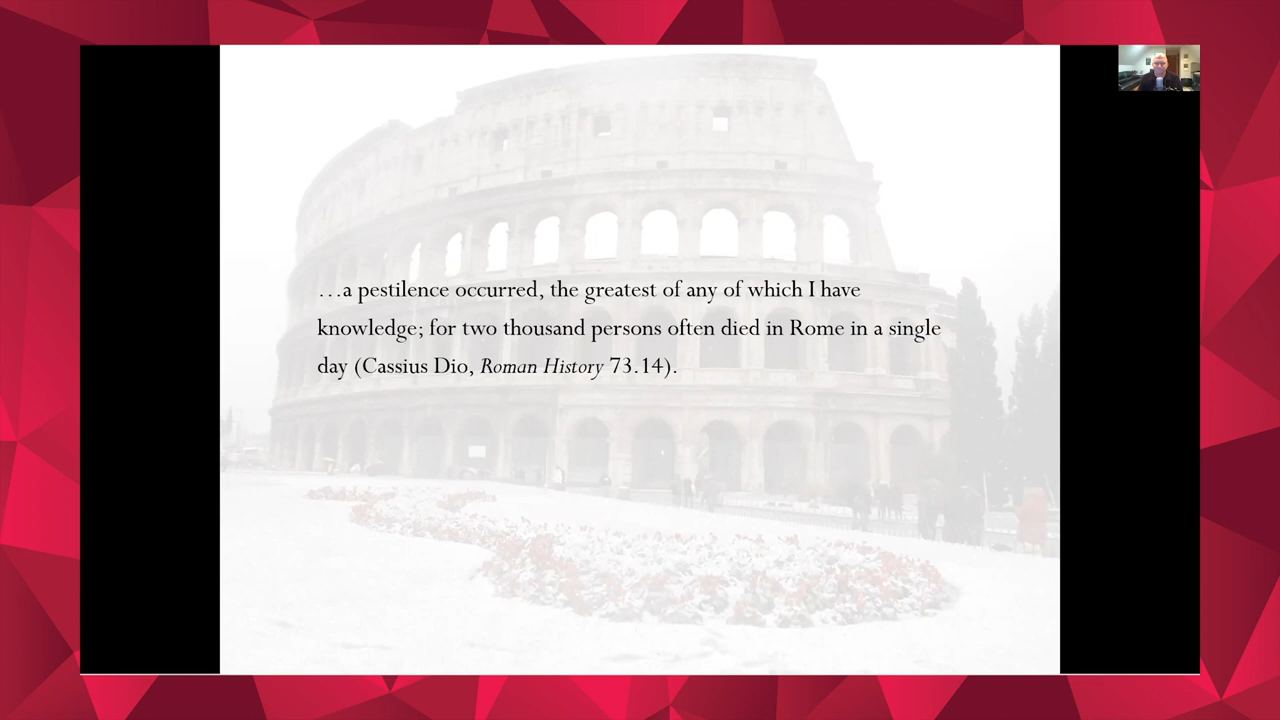 …a pestilence occurred, the greatest of any of which I have
knowledge; for two thousand persons often died in Rome in a single
day (Cassius Dio, Roman History 73.14).